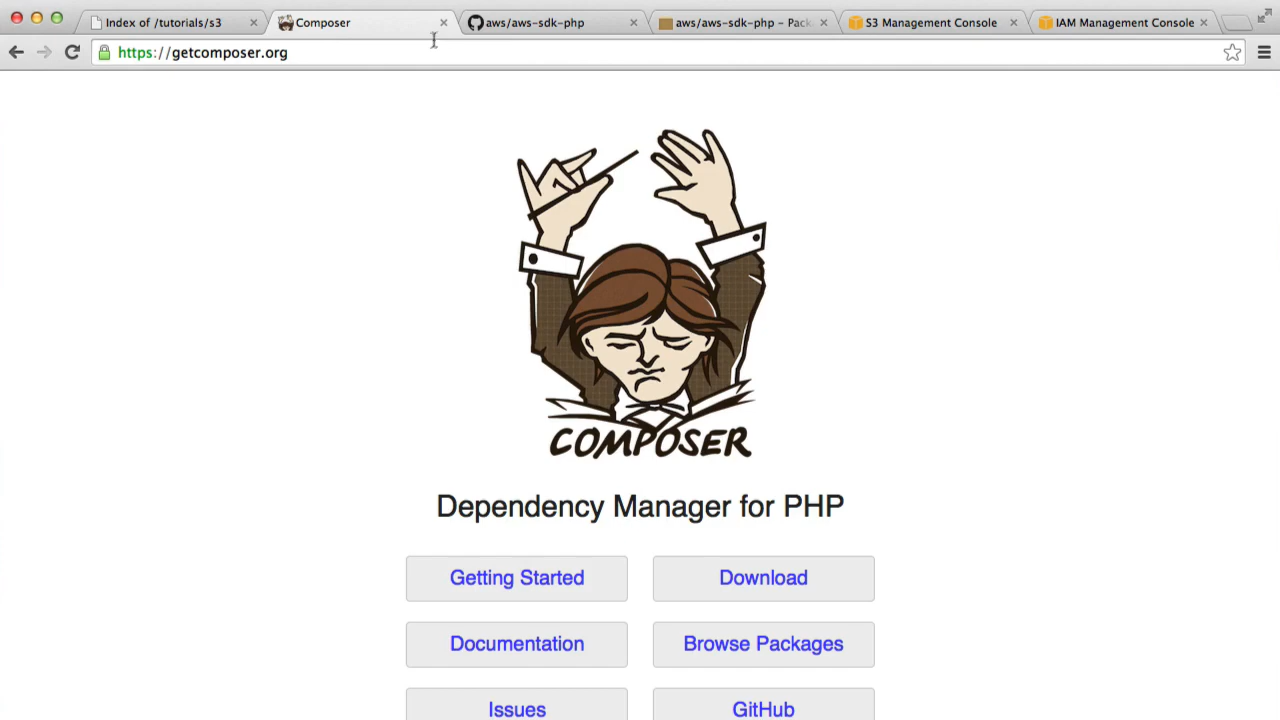 Index of /tutorials/s3
Composer
aws/aws-sdk-php
aws/aws-sdk-php – Pack
S3 Management Console
IAM Management Console
https://getcomposer.org
COMPOSER
Dependency Manager for PHP
Getting Started
Download
Documentation
Browse Packages
Issues
GitHub